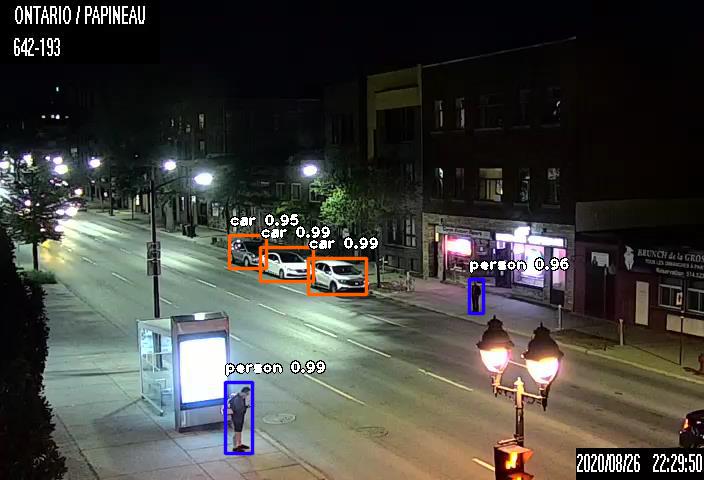 ONTARIO / PAPINEAU
642-193
car 0.95
car 0.99
car 0.99
person 0.96
BRUNCH de la GROS
person 0.99
2020/08/26 22:29:50